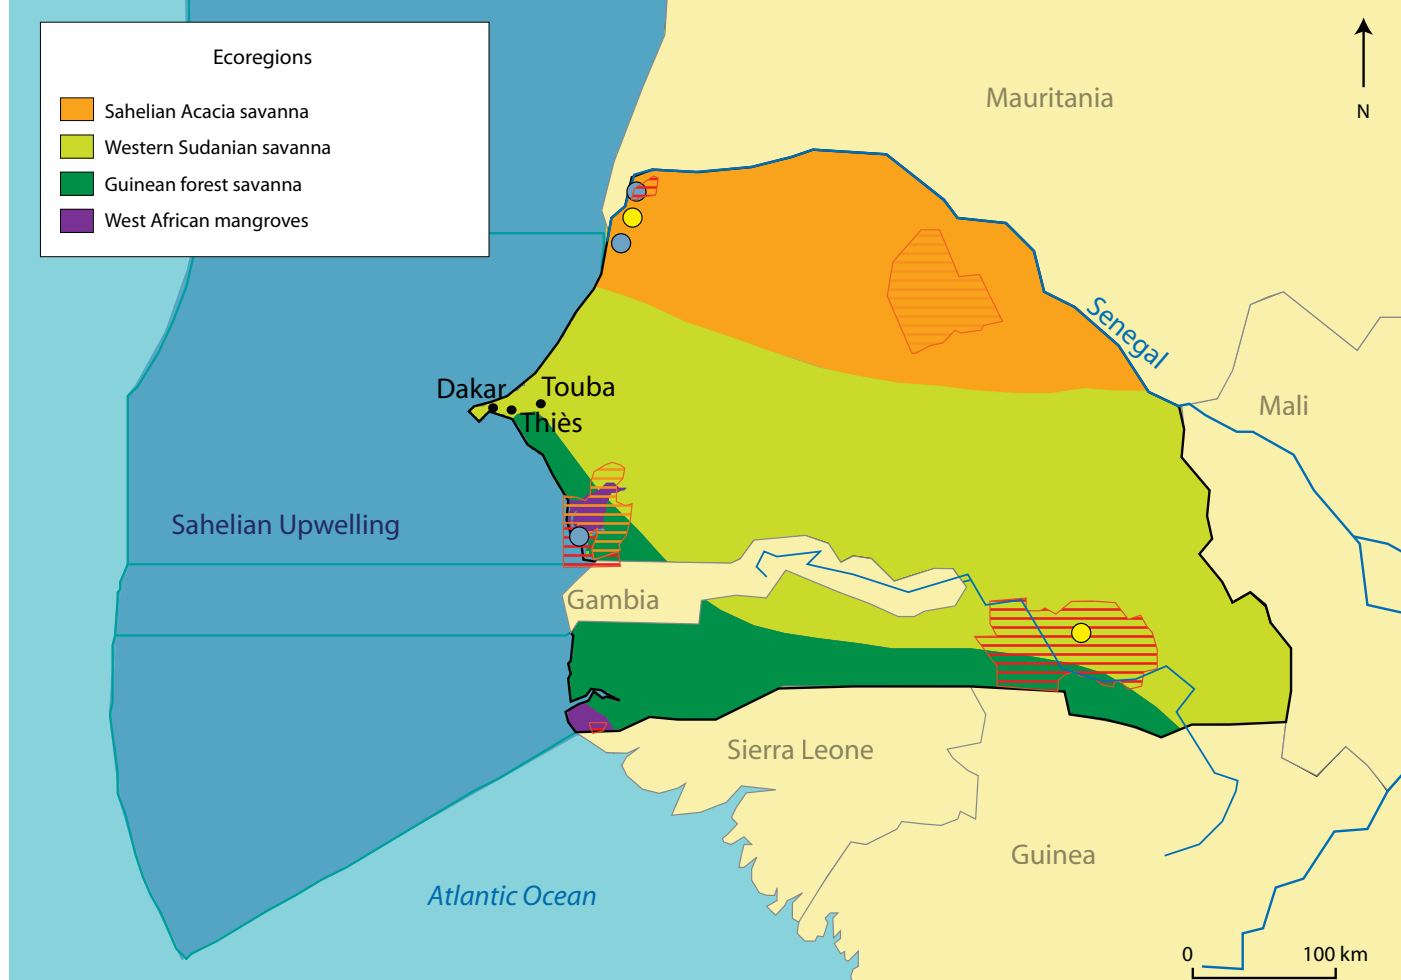 Ecoregions
Sahelian Acacia savanna
Western Sudanian savanna
Guinean forest savanna
West African mangroves
Mauritania
N
Senegal
Mali
Dakar
Touba
Thiès
Sahelian Upwelling
Gambia
Sierra Leone
Guinea
Atlantic Ocean
0 100 km